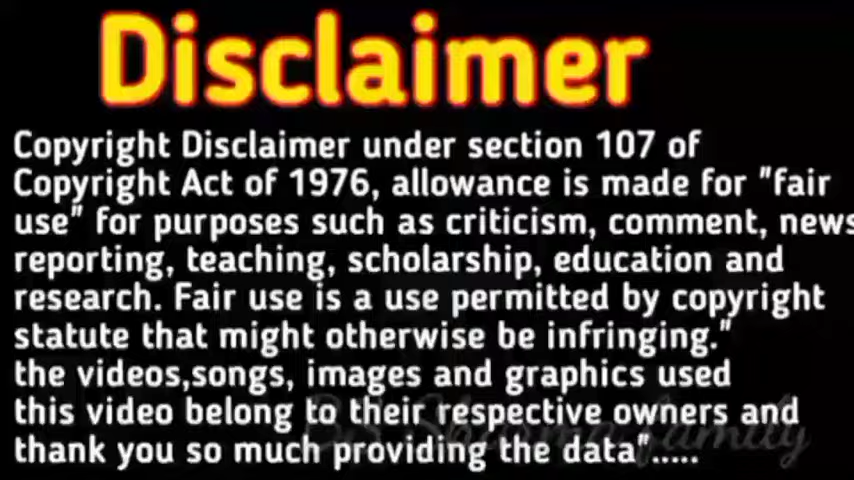 Disclaimer
Copyright Disclaimer under section 107 of
Copyright Act of 1976, allowance is made for "fair
use" for purposes such as criticism, comment, news
reporting, teaching, scholarship, education and
research. Fair use is a use permitted by copyright
statute that might otherwise be infringing."
the videos,songs, images and graphics used
this video belong to their respective owners and
thank you so much providing the data".....
family